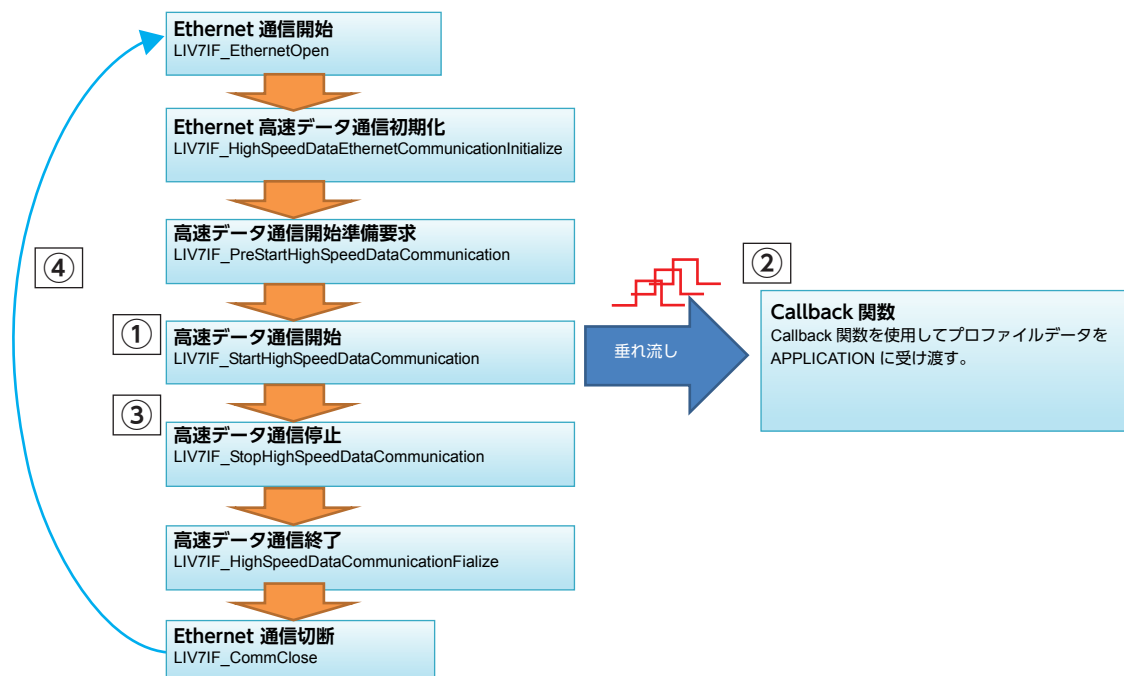 Ethernet 通信開始
LIV7IF_EthernetOpen
Ethernet 高速データ通信初期化
LIV7IF_HighSpeedDataEthernetCommunicationInitialize
高速データ通信開始準備要求
LIV7IF_PreStartHighSpeedDataCommunication
④
②
①
高速データ通信開始
LIV7IF_StartHighSpeedDataCommunication
垂れ流し
Callback 関数
Callback 関数を使用してプロファイルデータを
APPLICATION に受け渡す。
③
高速データ通信停止
LIV7IF_StopHighSpeedDataCommunication
高速データ通信終了
LIV7IF_HighSpeedDataCommunicationFialize
Ethernet 通信切断
LIV7IF_CommClose